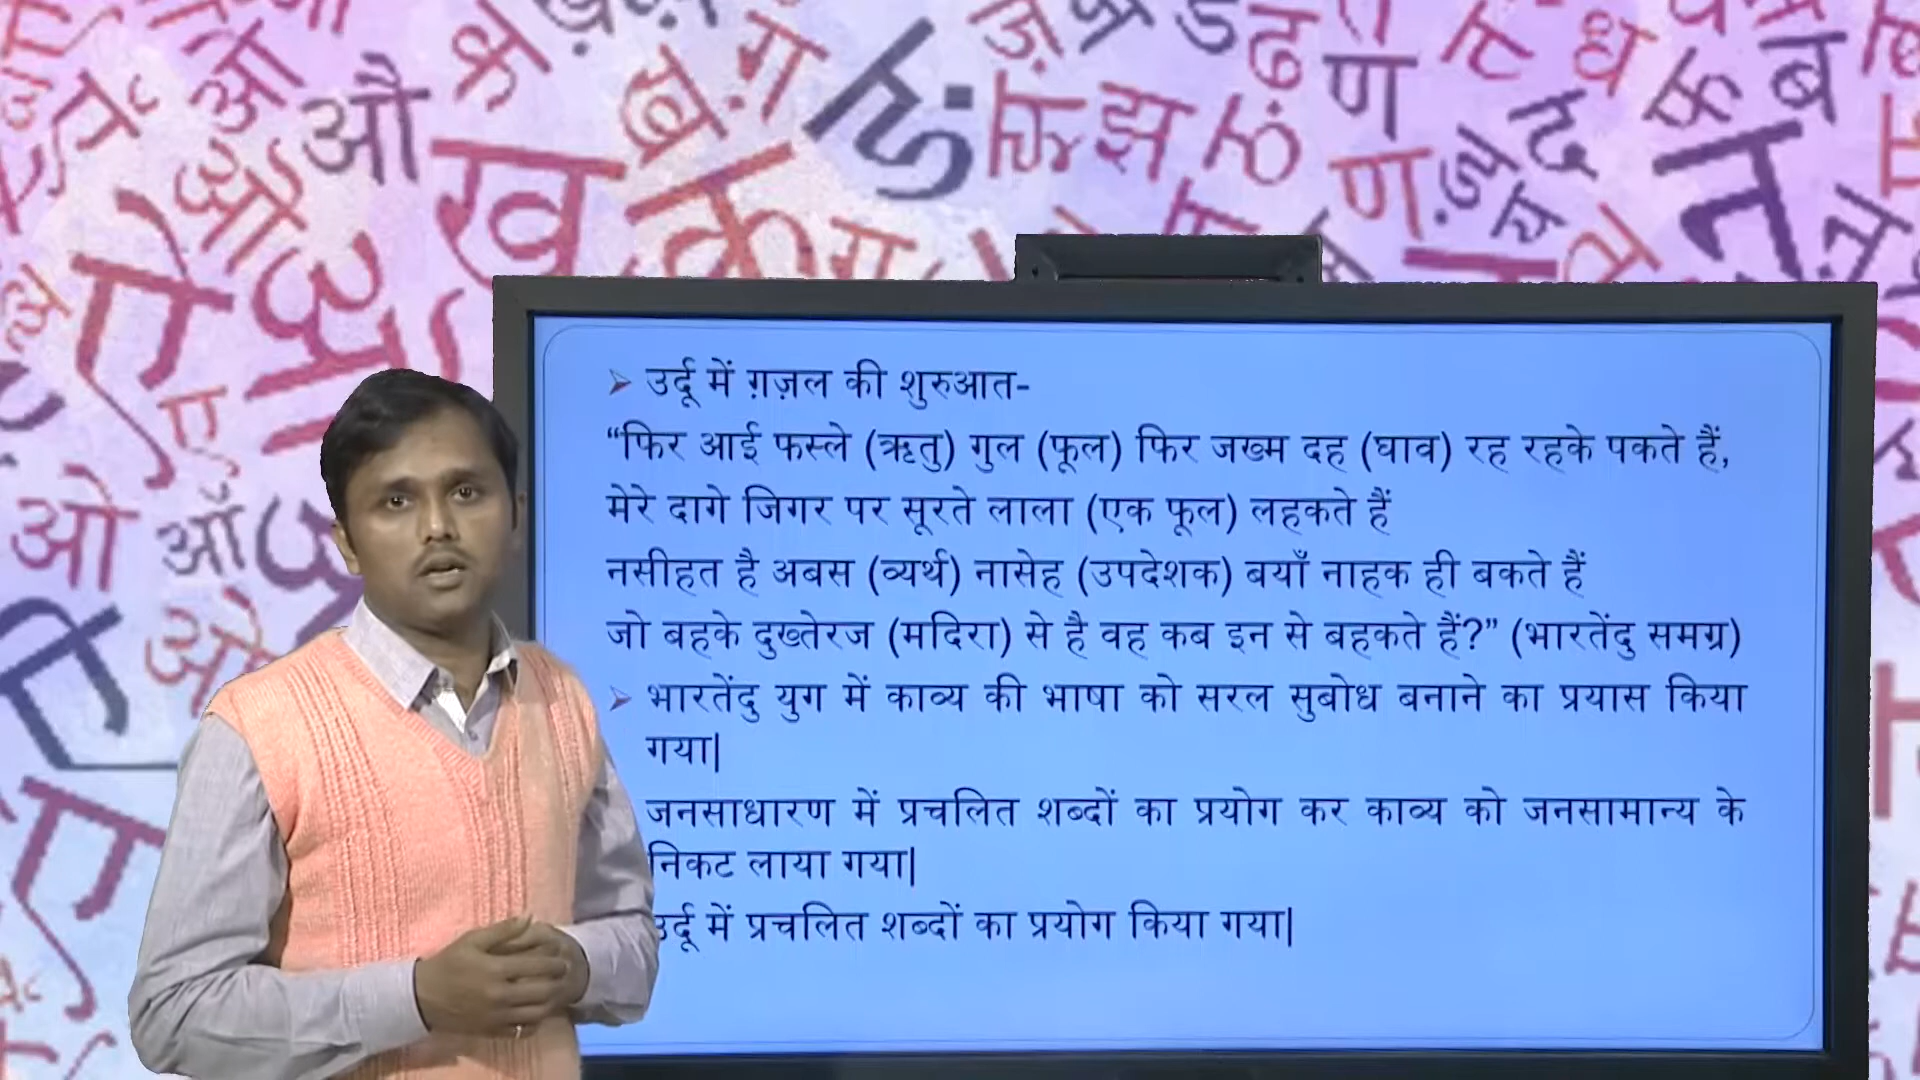 उर्दू में ग़ज़ल की शुरुआत-
“फिर आई फस्ले (ऋतु) गुल (फूल) फिर जख्म दह (घाव) रह रहके पकते हैं,
मेरे दागे जिगर पर सूरते लाला (एक फूल) लहकते हैं
नसीहत है अबस (व्यर्थ) नासेह (उपदेशक) बयाँ नाहक ही बकते हैं
जो बहके दुख्तेरज (मदिरा) से है वह कब इन से बहकते हैं?” (भारतेंदु समग्र)
भारतेंदु युग में काव्य की भाषा को सरल सुबोध बनाने का प्रयास किया
गया|
जनसाधारण में प्रचलित शब्दों का प्रयोग कर काव्य को जनसामान्य के
निकट लाया गया|
उर्दू में प्रचलित शब्दों का प्रयोग किया गया|